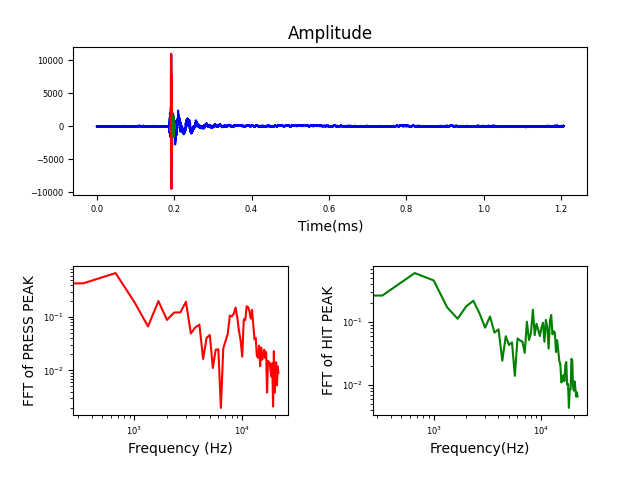 Amplitude
10000
5000
0
−5000
−10000
0.0 0.2 0.4 0.6 0.8 1.0 1.2
Time(ms)
FFT of PRESS PEAK
10⁻¹
10⁻²
10³ 10⁴
Frequency (Hz)
FFT of HIT PEAK
10⁻¹
10⁻²
10³ 10⁴
Frequency(Hz)